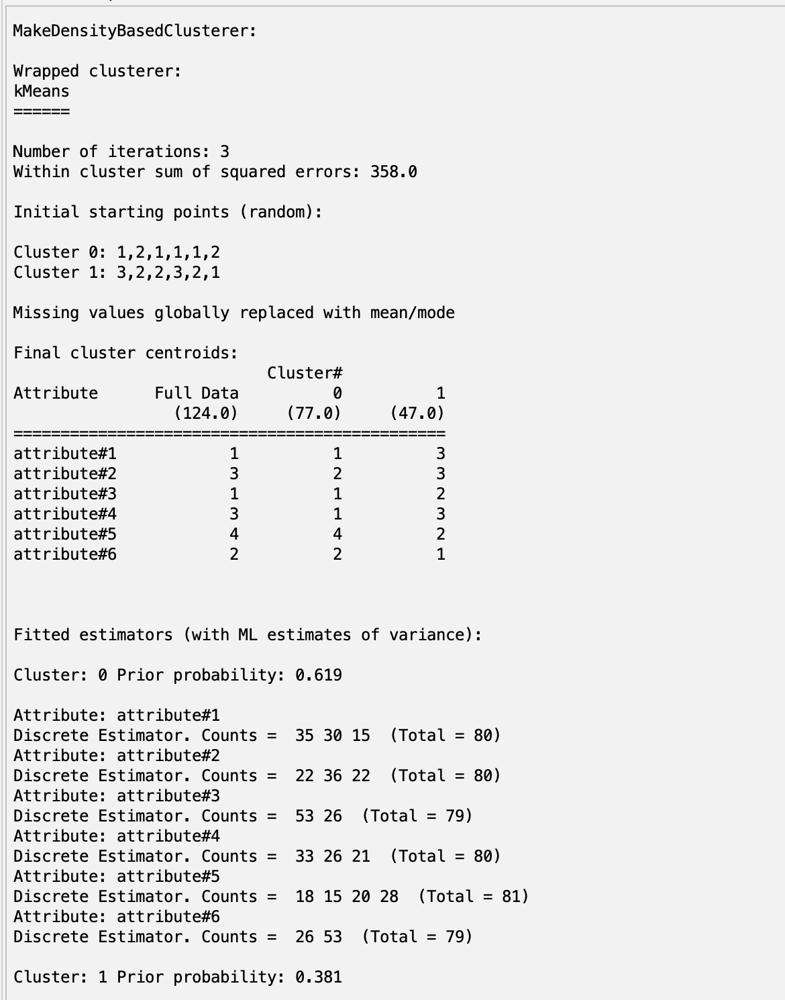 MakeDensityBasedClusterer:
Wrapped clusterer:
kMeans
======
Number of iterations: 3
Within cluster sum of squared errors: 358.0
Initial starting points (random):
Cluster 0: 1,2,1,1,1,2
Cluster 1: 3,2,2,3,2,1
Missing values globally replaced with mean/mode
Final cluster centroids:
                           Cluster#
Attribute      Full Data          0          1
                 (124.0)     (77.0)     (47.0)
==============================================
attribute#1            1          1          3
attribute#2            3          2          3
attribute#3            1          1          2
attribute#4            3          1          3
attribute#5            4          4          2
attribute#6            2          2          1
Fitted estimators (with ML estimates of variance):
Cluster: 0 Prior probability: 0.619
Attribute: attribute#1
Discrete Estimator. Counts =  35 30 15  (Total = 80)
Attribute: attribute#2
Discrete Estimator. Counts =  22 36 22  (Total = 80)
Attribute: attribute#3
Discrete Estimator. Counts =  53 26  (Total = 79)
Attribute: attribute#4
Discrete Estimator. Counts =  33 26 21  (Total = 80)
Attribute: attribute#5
Discrete Estimator. Counts =  18 15 20 28  (Total = 81)
Attribute: attribute#6
Discrete Estimator. Counts =  26 53  (Total = 79)
Cluster: 1 Prior probability: 0.381